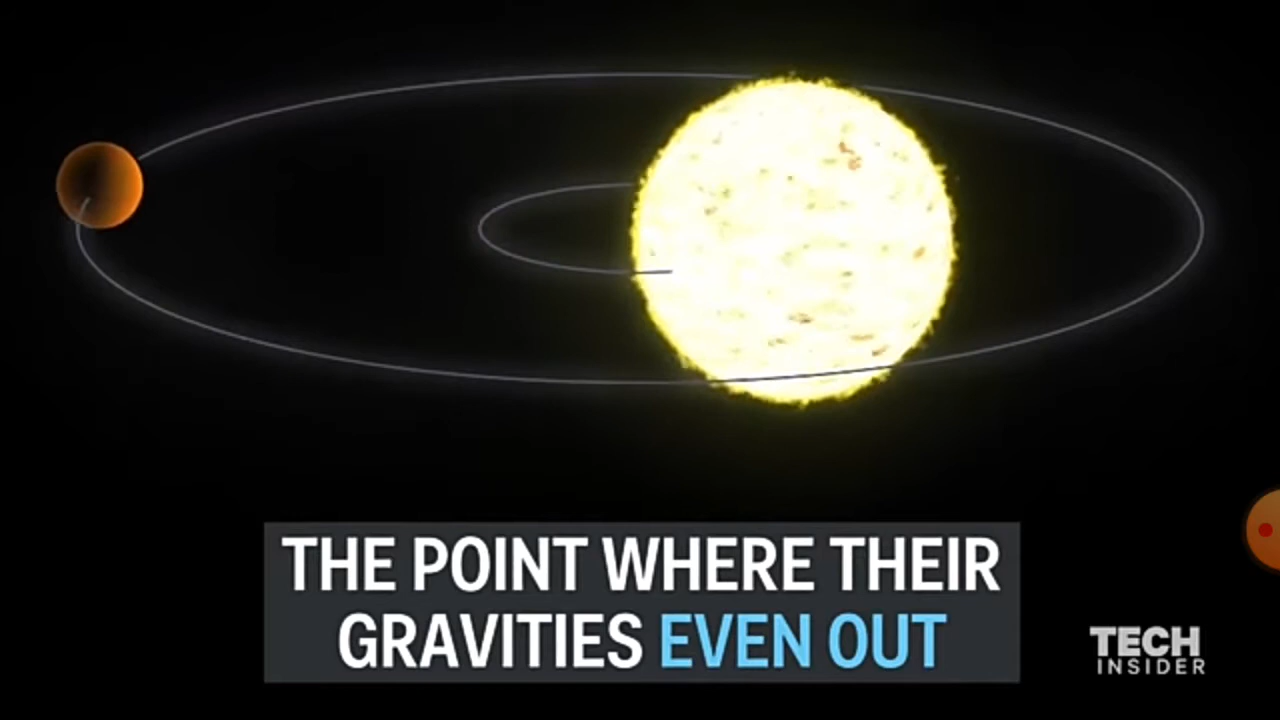 THE POINT WHERE THEIR
GRAVITIES EVEN OUT
TECH
INSIDER